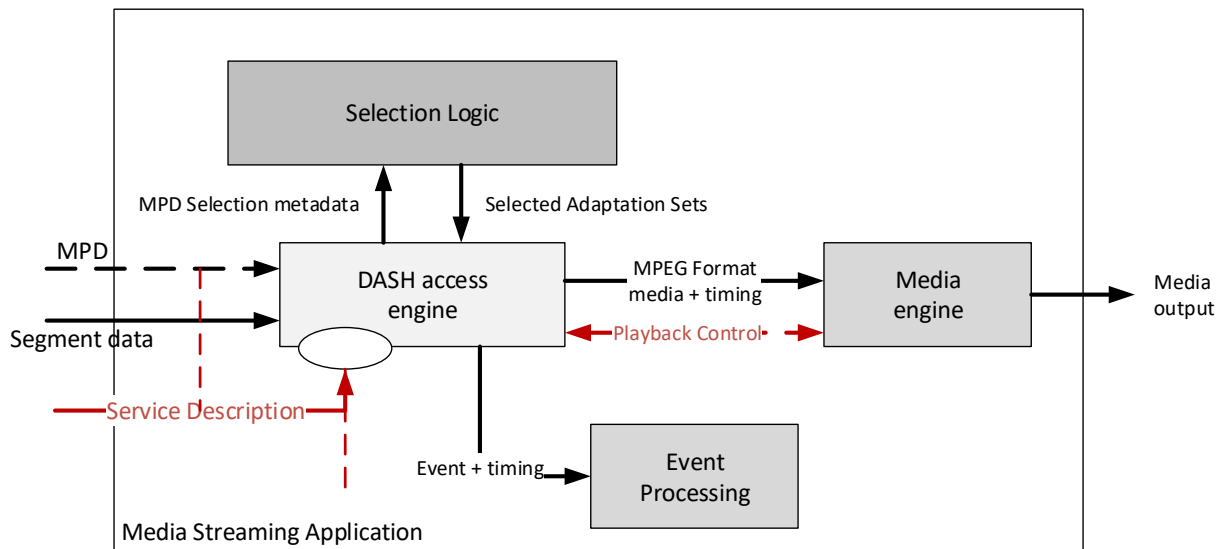 Selection Logic
MPD Selection metadata
Selected Adaptation Sets
MPD
DASH access
engine
MPEG Format
media + timing
Media
engine
Media
output
Segment data
Playback Control
Service Description
Event + timing
Event
Processing
Media Streaming Application